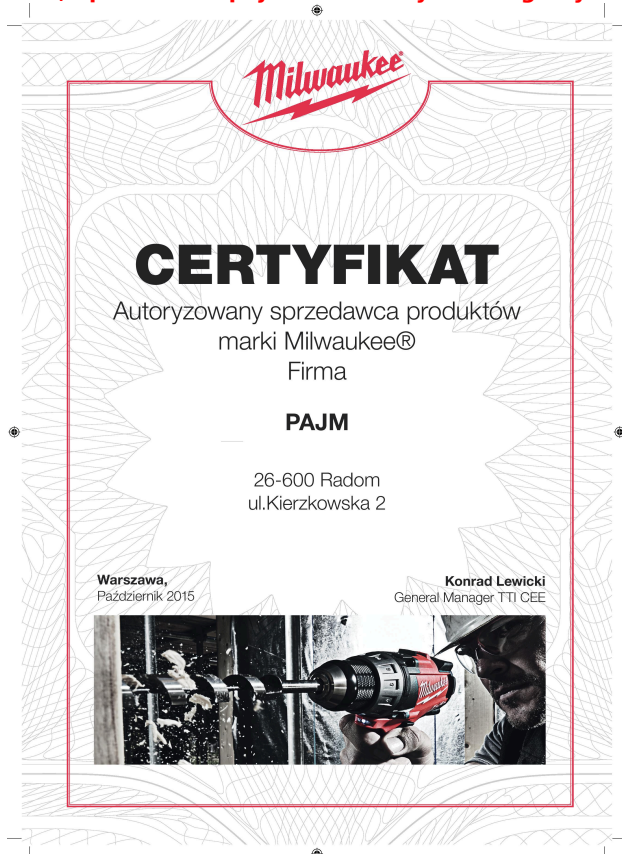 Milwaukee®
CERTYFIKAT
Autoryzowany sprzedawca produktów
marki Milwaukee®
Firma
PAJM
26-600 Radom
ul.Kierzkowska 2
Warszawa,
Październik 2015
Konrad Lewicki
General Manager TTI CEE
Milwaukee